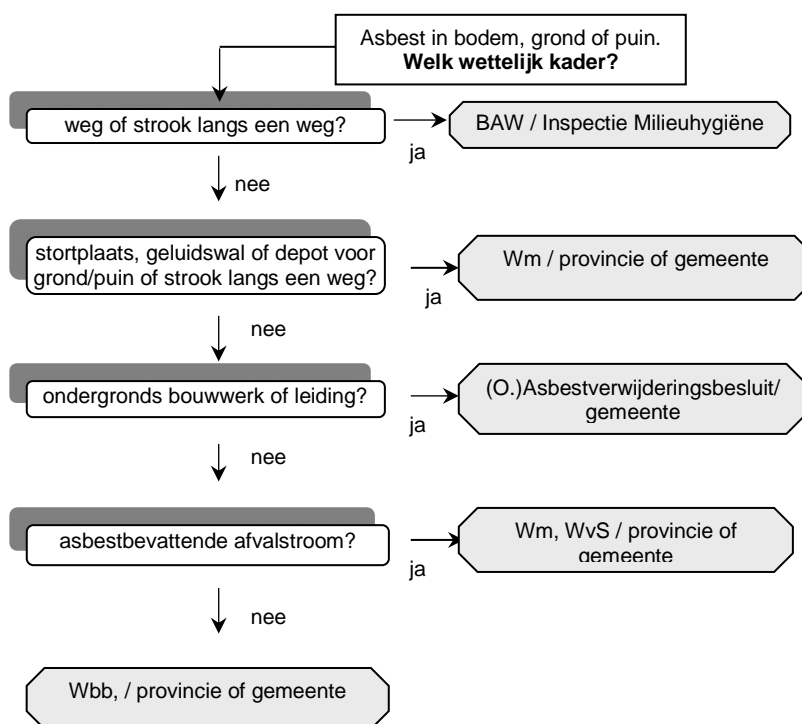 Asbest in bodem, grond of puin.
Welk wettelijk kader?
weg of strook langs een weg?
ja
BAW / Inspectie Milieuhygiëne
nee
stortplaats, geluidswal of depot voor
grond/puin of strook langs een weg?
ja
Wm / provincie of gemeente
nee
ondergronds bouwwerk of leiding?
ja
(O.)Asbestverwijderingsbesluit/
gemeente
nee
asbestbevattende afvalstroom?
ja
Wm, WvS / provincie of
gemeente
nee
Wbb, / provincie of gemeente